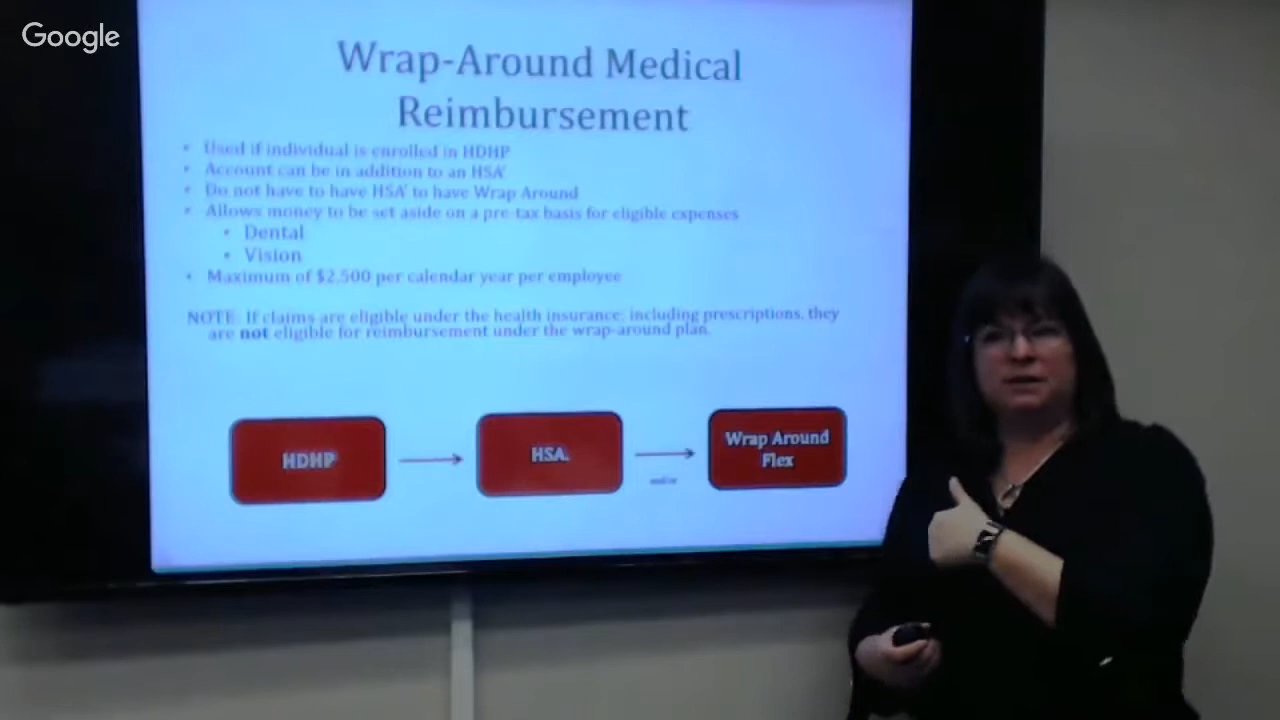 Google
Wrap-Around Medical
Reimbursement
• Used if individual is enrolled in HDHP
• Account can be in addition to an HSA
• Do not have to have HSA to have Wrap Around
• Allows money to be set aside on a pre-tax basis for eligible expenses
• Dental
• Vision
• Maximum of $2,500 per calendar year per employee
NOTE: If claims are eligible under the health insurance, including prescriptions, they
are not eligible for reimbursement under the wrap-around plan.
HDHP
HSA
and/or
Wrap Around
Flex